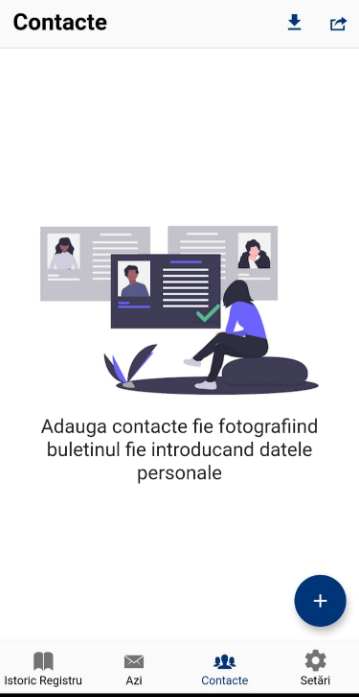 Contacte
Adauga contacte fie fotografiind
buletinul fie introducand datele
personale
Istoric Registru
Azi
Contacte
Setări